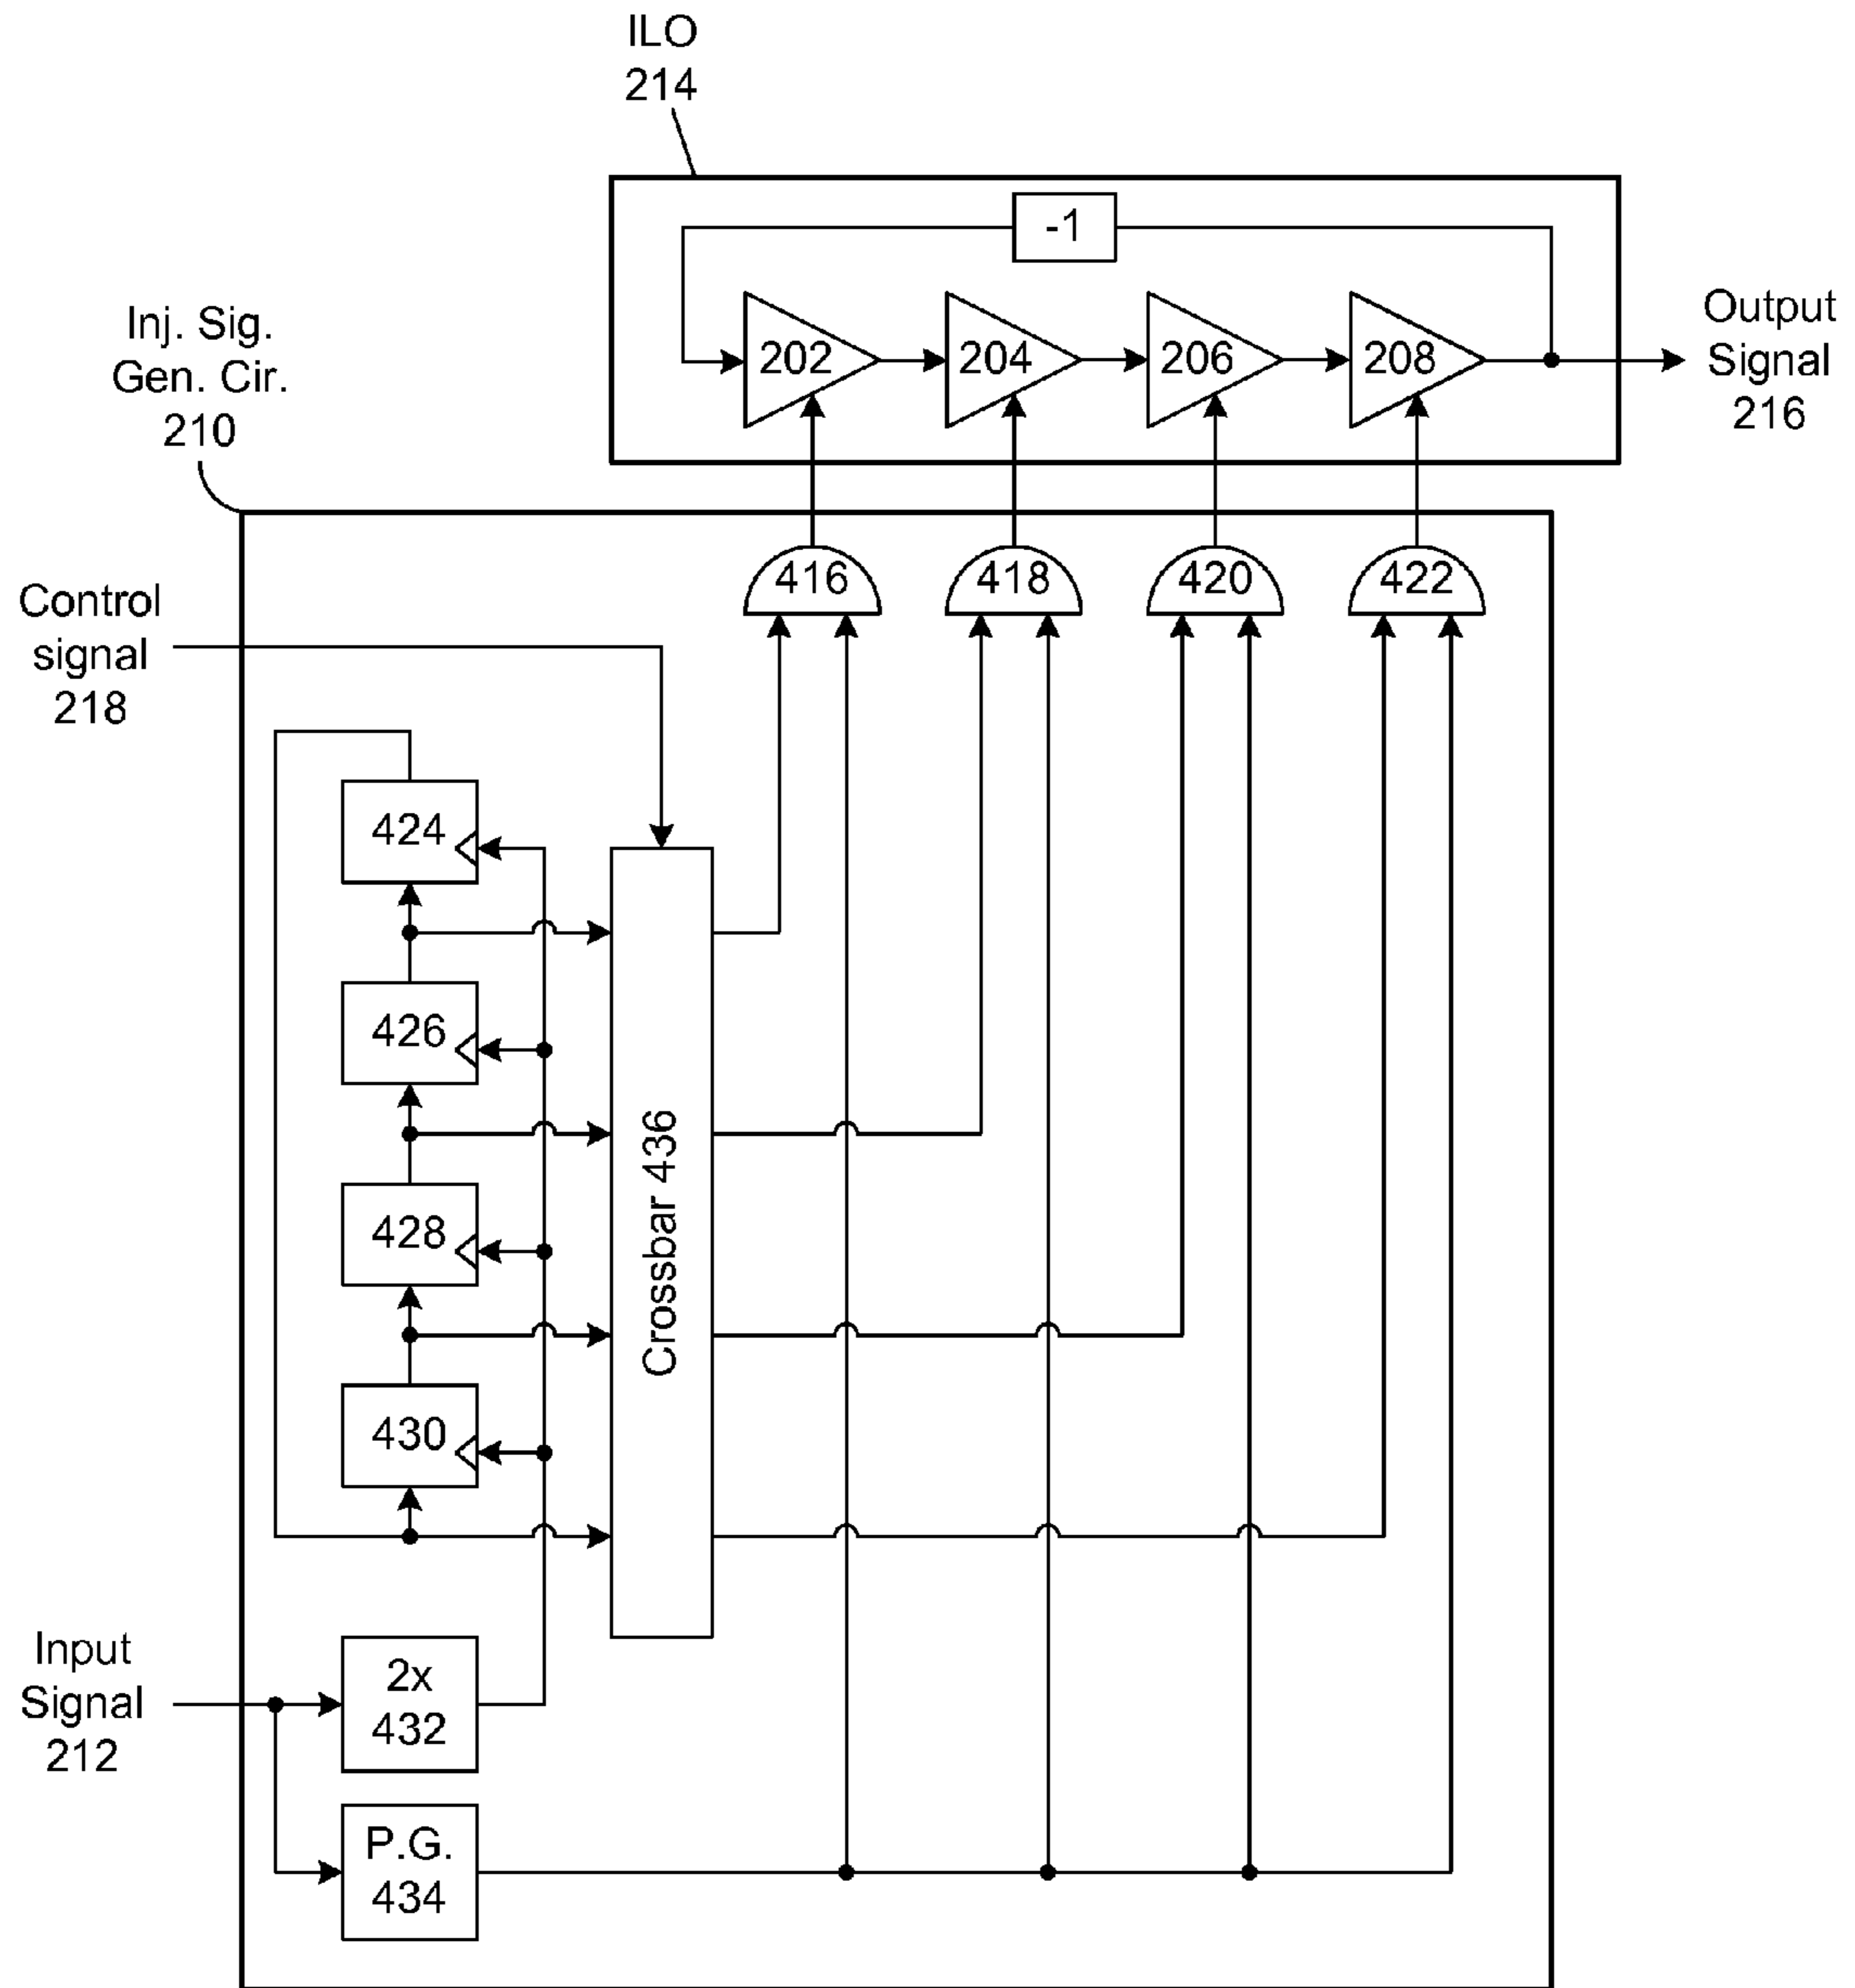 ILO
214
-1
202
204
206
208
Output
Signal
216
Inj. Sig.
Gen. Cir.
210
416
418
420
422
Control
signal
218
424
426
428
430
Crossbar 436
Input
Signal
212
2x
432
P.G.
434